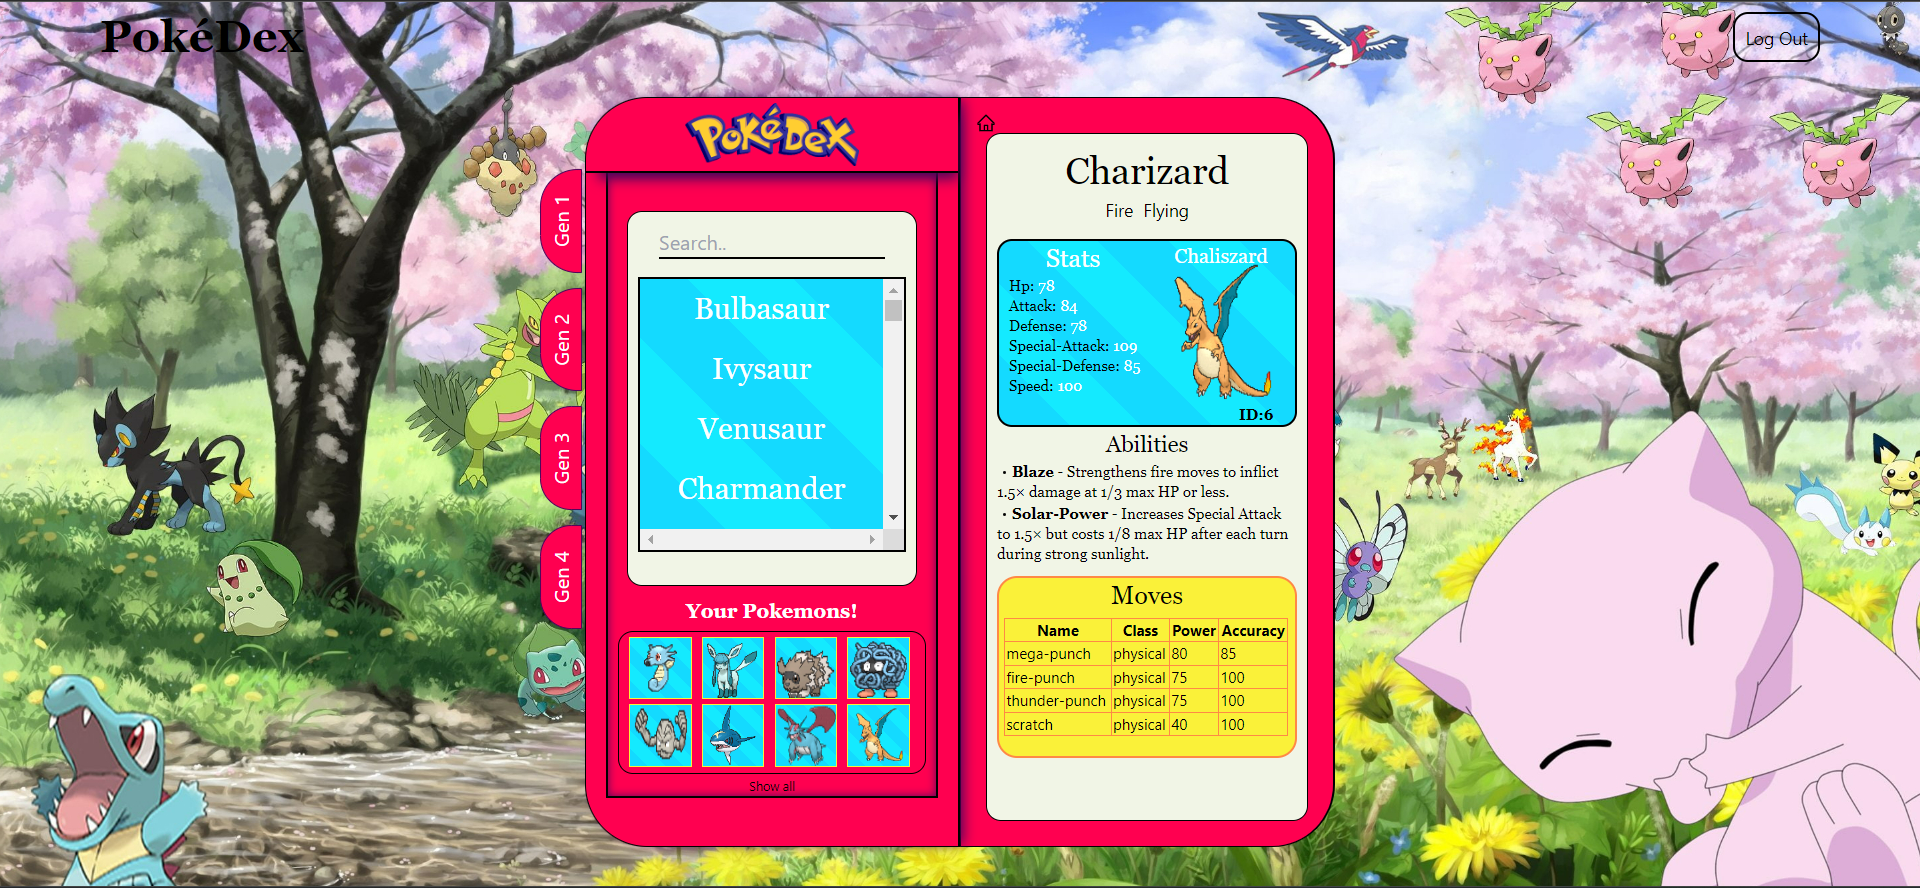 PokéDex
Log Out
PokéDex
Gen 1
Gen 2
Gen 3
Gen 4
Search..
Bulbasaur
Ivysaur
Venusaur
Charmander
Your Pokemons!
Show all
Charizard
Fire Flying
Stats
Hp: 78
Attack: 84
Defense: 78
Special-Attack: 109
Special-Defense: 85
Speed: 100
Chaliszard
ID:6
Abilities
· Blaze - Strengthens fire moves to inflict
1.5× damage at 1/3 max HP or less.
· Solar-Power - Increases Special Attack
to 1.5× but costs 1/8 max HP after each turn
during strong sunlight.
Moves
Name Class Power Accuracy
mega-punch physical 80 85
fire-punch physical 75 100
thunder-punch physical 75 100
scratch physical 40 100